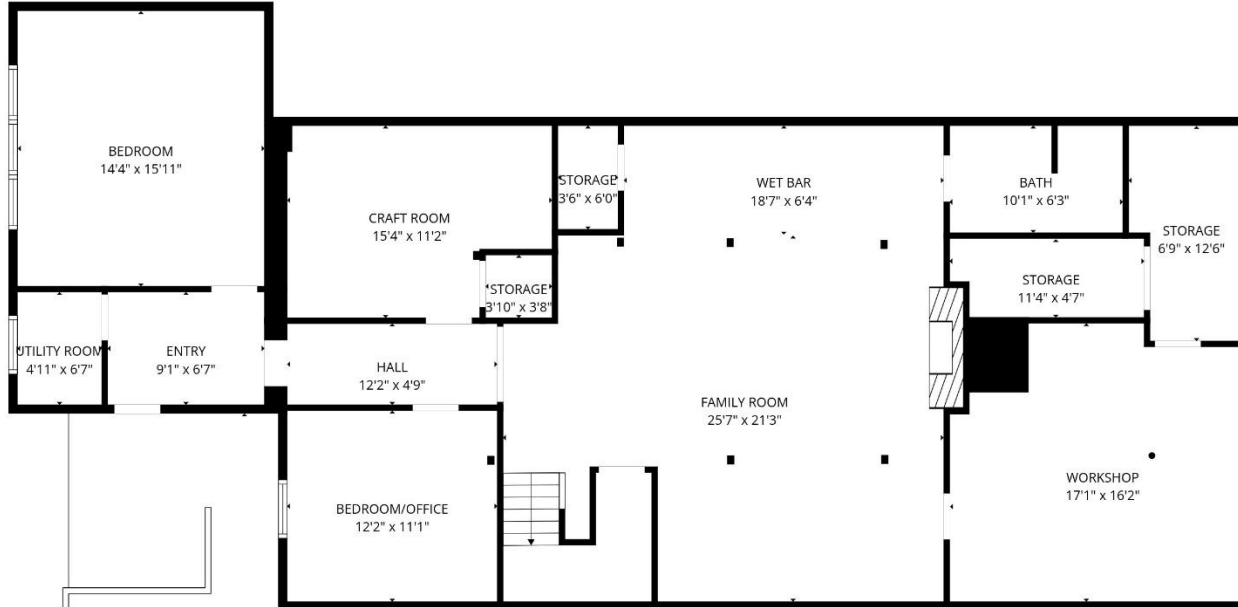 BEDROOM
14'4" x 15'11"
CRAFT ROOM
15'4" x 11'2"
STORAGE
3'6" x 6'0"
WET BAR
18'7" x 6'4"
BATH
10'1" x 6'3"
STORAGE
6'9" x 12'6"
STORAGE
3'10" x 3'8"
STORAGE
11'4" x 4'7"
UTILITY ROOM
4'11" x 6'7"
ENTRY
9'1" x 6'7"
HALL
12'2" x 4'9"
FAMILY ROOM
25'7" x 21'3"
BEDROOM/OFFICE
12'2" x 11'1"
WORKSHOP
17'1" x 16'2"